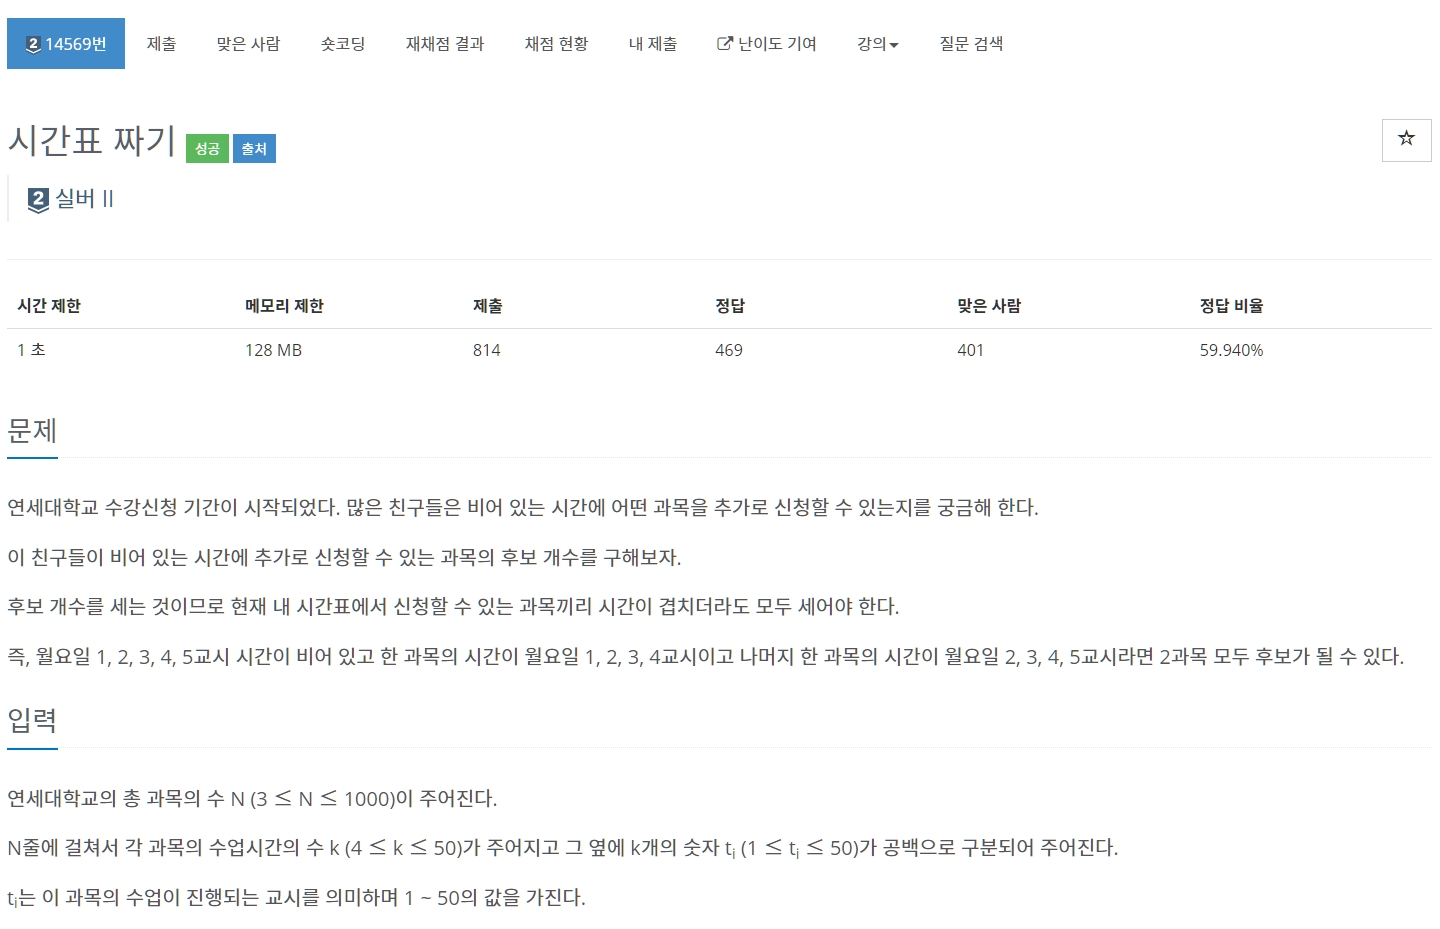 2 14569번 제출 맞은 사람 숏코딩 재채점 결과 채점 현황 내 제출 난이도 기여 강의 질문 검색
시간표 짜기 성공 출처
2 실버 II
시간 제한 메모리 제한 제출 정답 맞은 사람 정답 비율
1 초 128 MB 814 469 401 59.940%
문제
연세대학교 수강신청 기간이 시작되었다. 많은 친구들은 비어 있는 시간에 어떤 과목을 추가로 신청할 수 있는지를 궁금해 한다.
이 친구들이 비어 있는 시간에 추가로 신청할 수 있는 과목의 후보 개수를 구해보자.
후보 개수를 세는 것이므로 현재 내 시간표에서 신청할 수 있는 과목끼리 시간이 겹치더라도 모두 세어야 한다.
즉, 월요일 1, 2, 3, 4, 5교시 시간이 비어 있고 한 과목의 시간이 월요일 1, 2, 3, 4교시이고 나머지 한 과목의 시간이 월요일 2, 3, 4, 5교시라면 2과목 모두 후보가 될 수 있다.
입력
연세대학교의 총 과목의 수 N (3 ≤ N ≤ 1000)이 주어진다.
N줄에 걸쳐서 각 과목의 수업시간의 수 k (4 ≤ k ≤ 50)가 주어지고 그 옆에 k개의 숫자 tᵢ (1 ≤ tᵢ ≤ 50)가 공백으로 구분되어 주어진다.
tᵢ는 이 과목의 수업이 진행되는 교시를 의미하며 1 ~ 50의 값을 가진다.